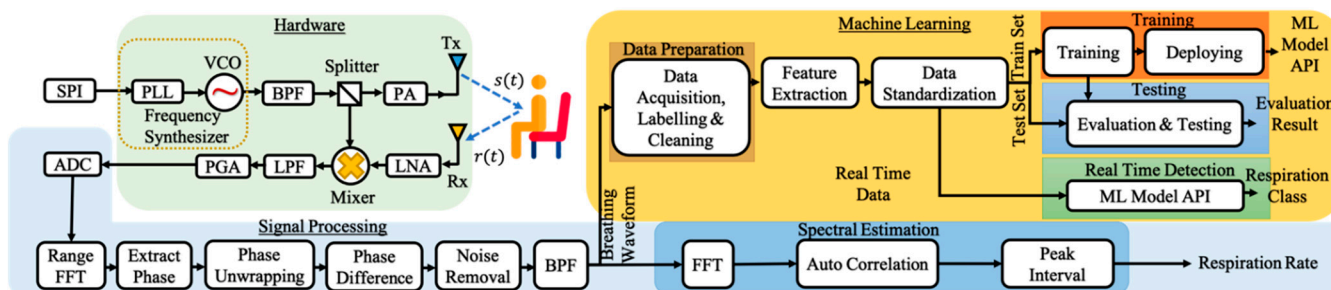 Hardware
SPI
PLL
VCO
Frequency
Synthesizer
BPF
Splitter
PA
Tx
s(t)
r(t)
Rx
LNA
Mixer
LPF
PGA
ADC
Signal Processing
Range
FFT
Extract
Phase
Phase
Unwrapping
Phase
Difference
Noise
Removal
BPF
Breathing
Waveform
Spectral Estimation
FFT
Auto Correlation
Peak
Interval
Respiration Rate
Machine Learning
Data Preparation
Data
Acquisition,
Labelling &
Cleaning
Feature
Extraction
Data
Standardization
Train Set
Test Set
Real Time
Data
Training
Training
Deploying
ML
Model
API
Testing
Evaluation & Testing
Evaluation
Result
Real Time Detection
ML Model API
Respiration
Class